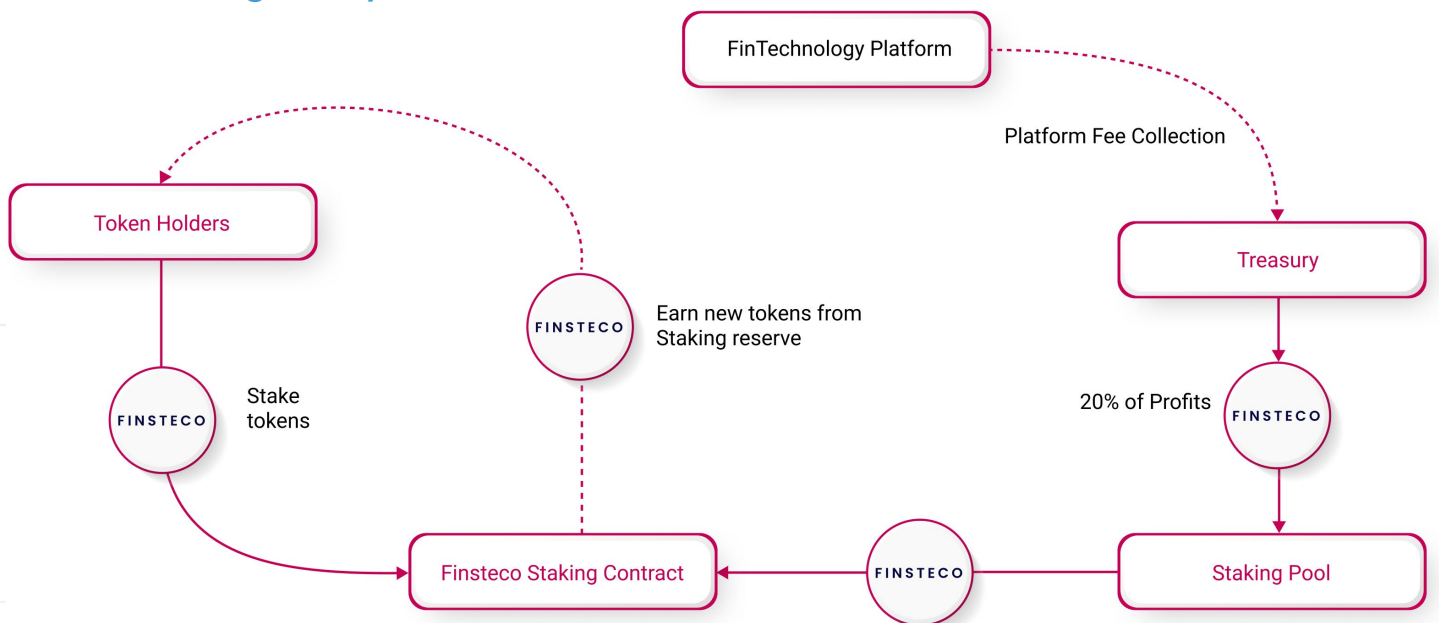 FinTechnology Platform
Platform Fee Collection
Token Holders
Treasury
Earn new tokens from
Staking reserve
FINSTECO
Stake
tokens
FINSTECO
20% of Profits
FINSTECO
Finsteco Staking Contract
FINSTECO
Staking Pool